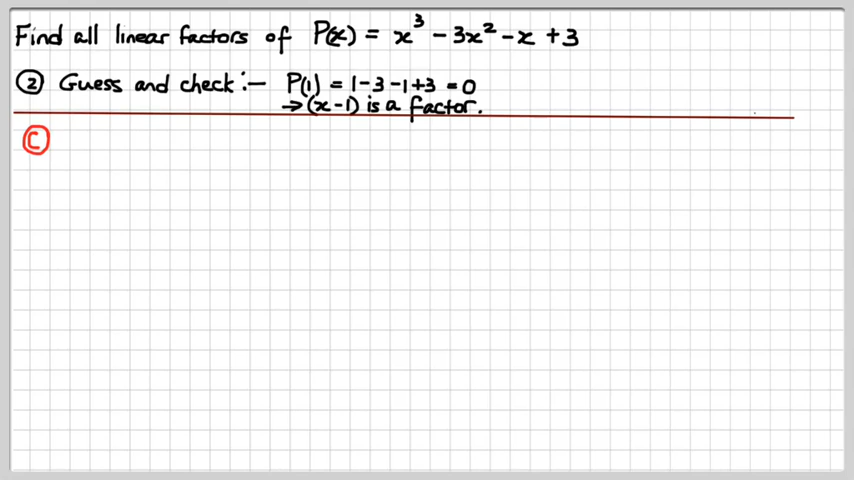 Find all linear factors of P(x) = x³ - 3x² - x + 3
② Guess and check :- P(1) = 1 - 3 - 1 + 3 = 0
→ (x - 1) is a factor.
Ⓒ